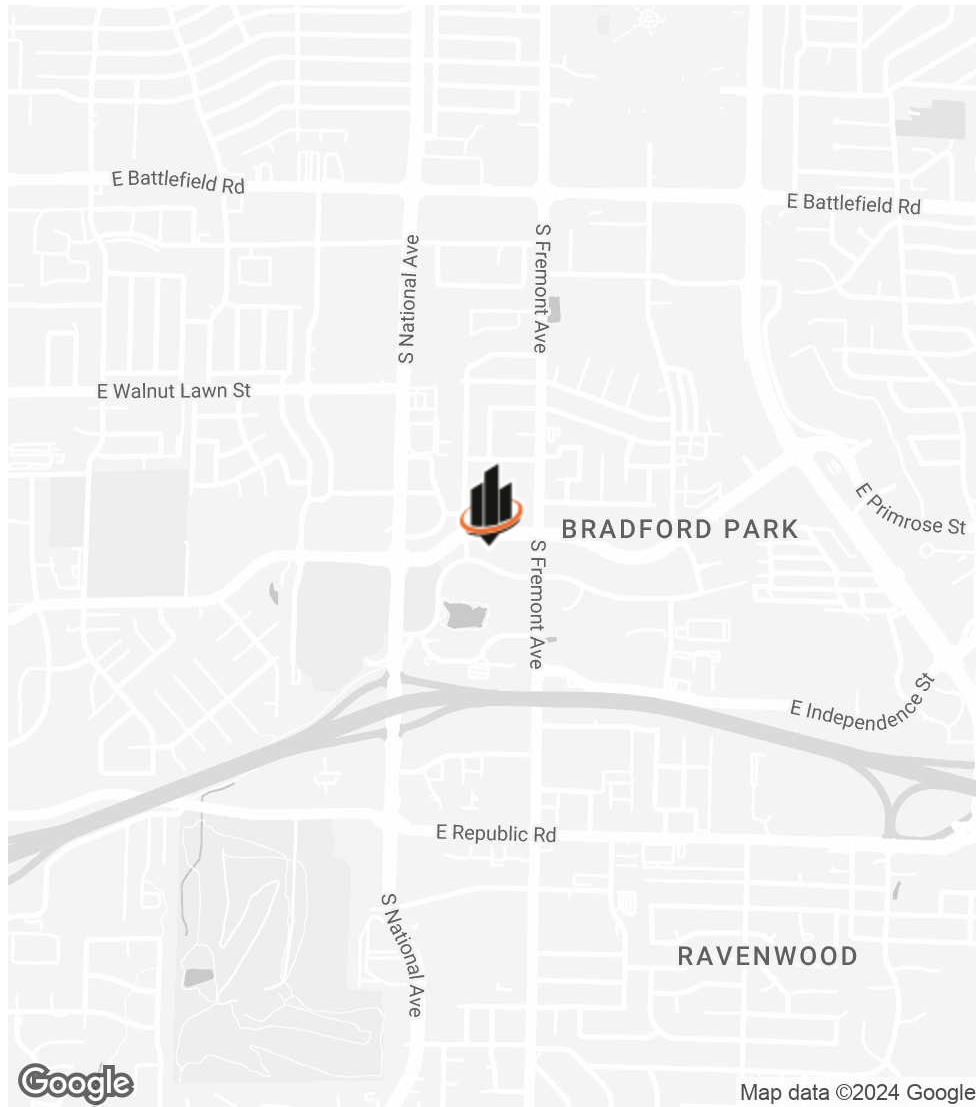 E Battlefield Rd
E Battlefield Rd
S National Ave
S Fremont Ave
E Walnut Lawn St
E Primrose St
BRADFORD PARK
S Fremont Ave
E Independence St
E Republic Rd
S National Ave
RAVENWOOD
Google
Map data ©2024 Google